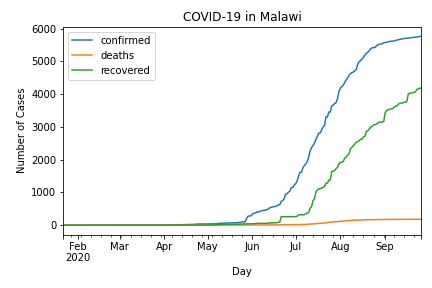 COVID-19 in Malawi
6000
5000
4000
3000
2000
1000
0
Number of Cases
confirmed
deaths
recovered
Feb Mar Apr May Jun Jul Aug Sep
2020
Day